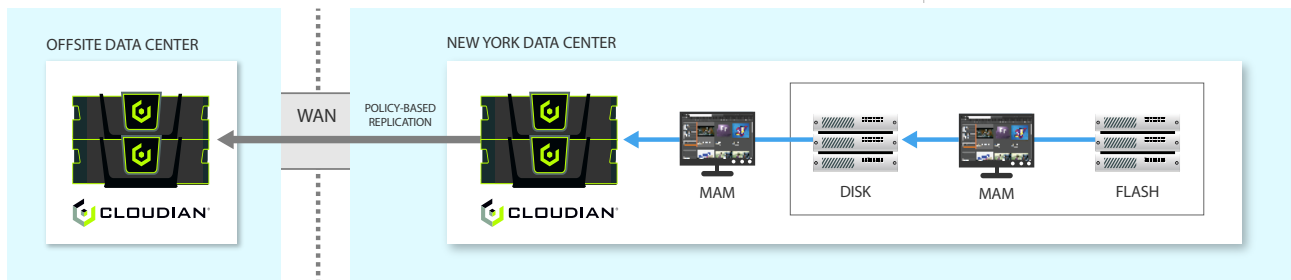 OFFSITE DATA CENTER
CLOUDIAN®
WAN
POLICY-BASED
REPLICATION
NEW YORK DATA CENTER
CLOUDIAN®
MAM
DISK
MAM
FLASH